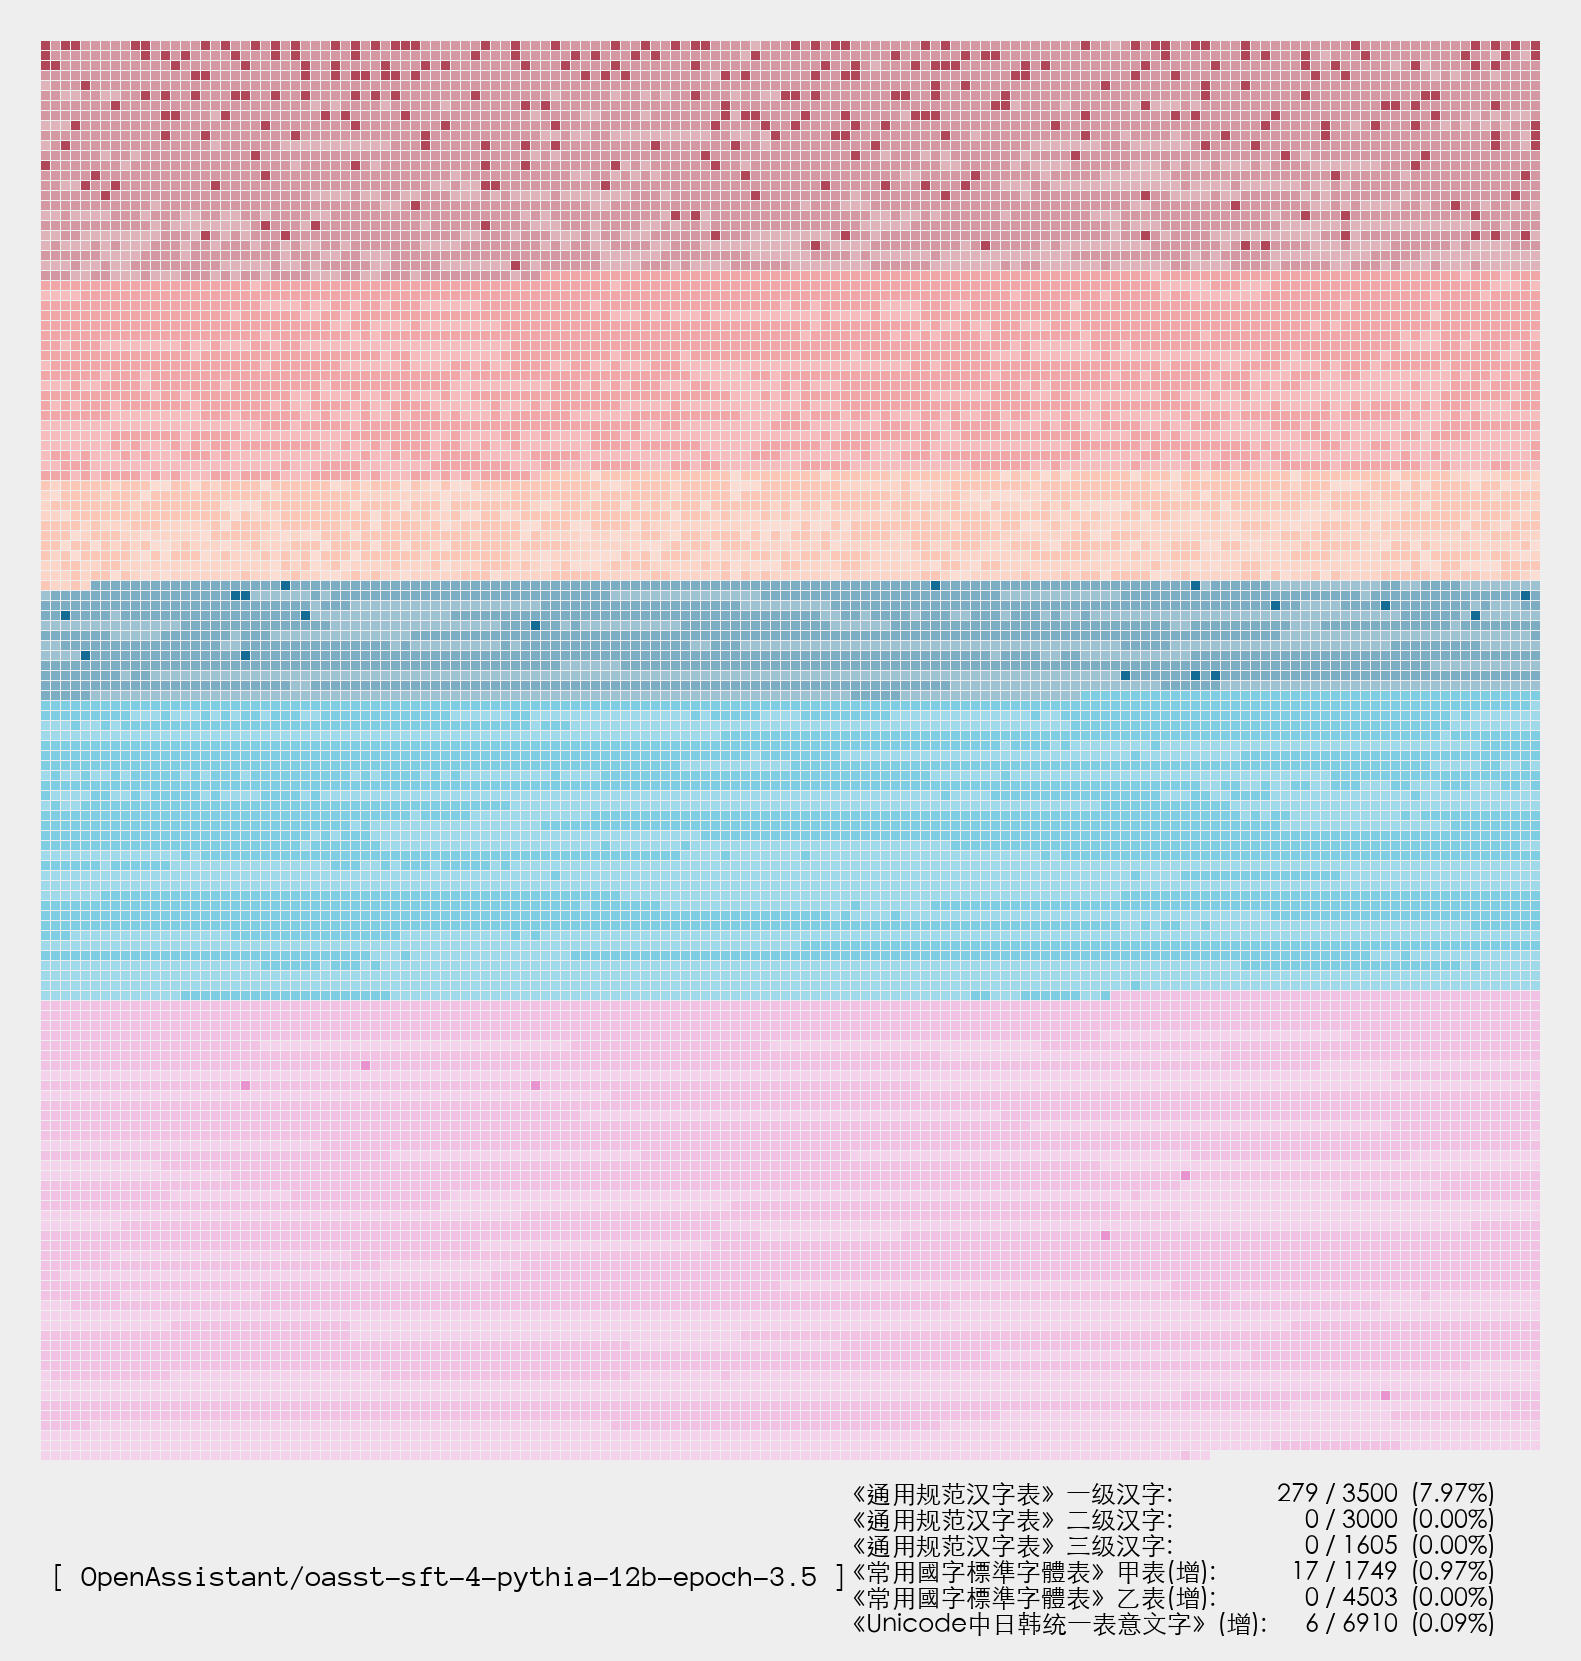 《通用规范汉字表》一级汉字: 279 / 3500 (7.97%)
《通用规范汉字表》二级汉字: 0 / 3000 (0.00%)
《通用规范汉字表》三级汉字: 0 / 1605 (0.00%)
[ OpenAssistant/oasst-sft-4-pythia-12b-epoch-3.5 ]《常用國字標準字體表》甲表(增): 17 / 1749 (0.97%)
《常用國字標準字體表》乙表(增): 0 / 4503 (0.00%)
《Unicode中日韩统一表意文字》(增): 6 / 6910 (0.09%)